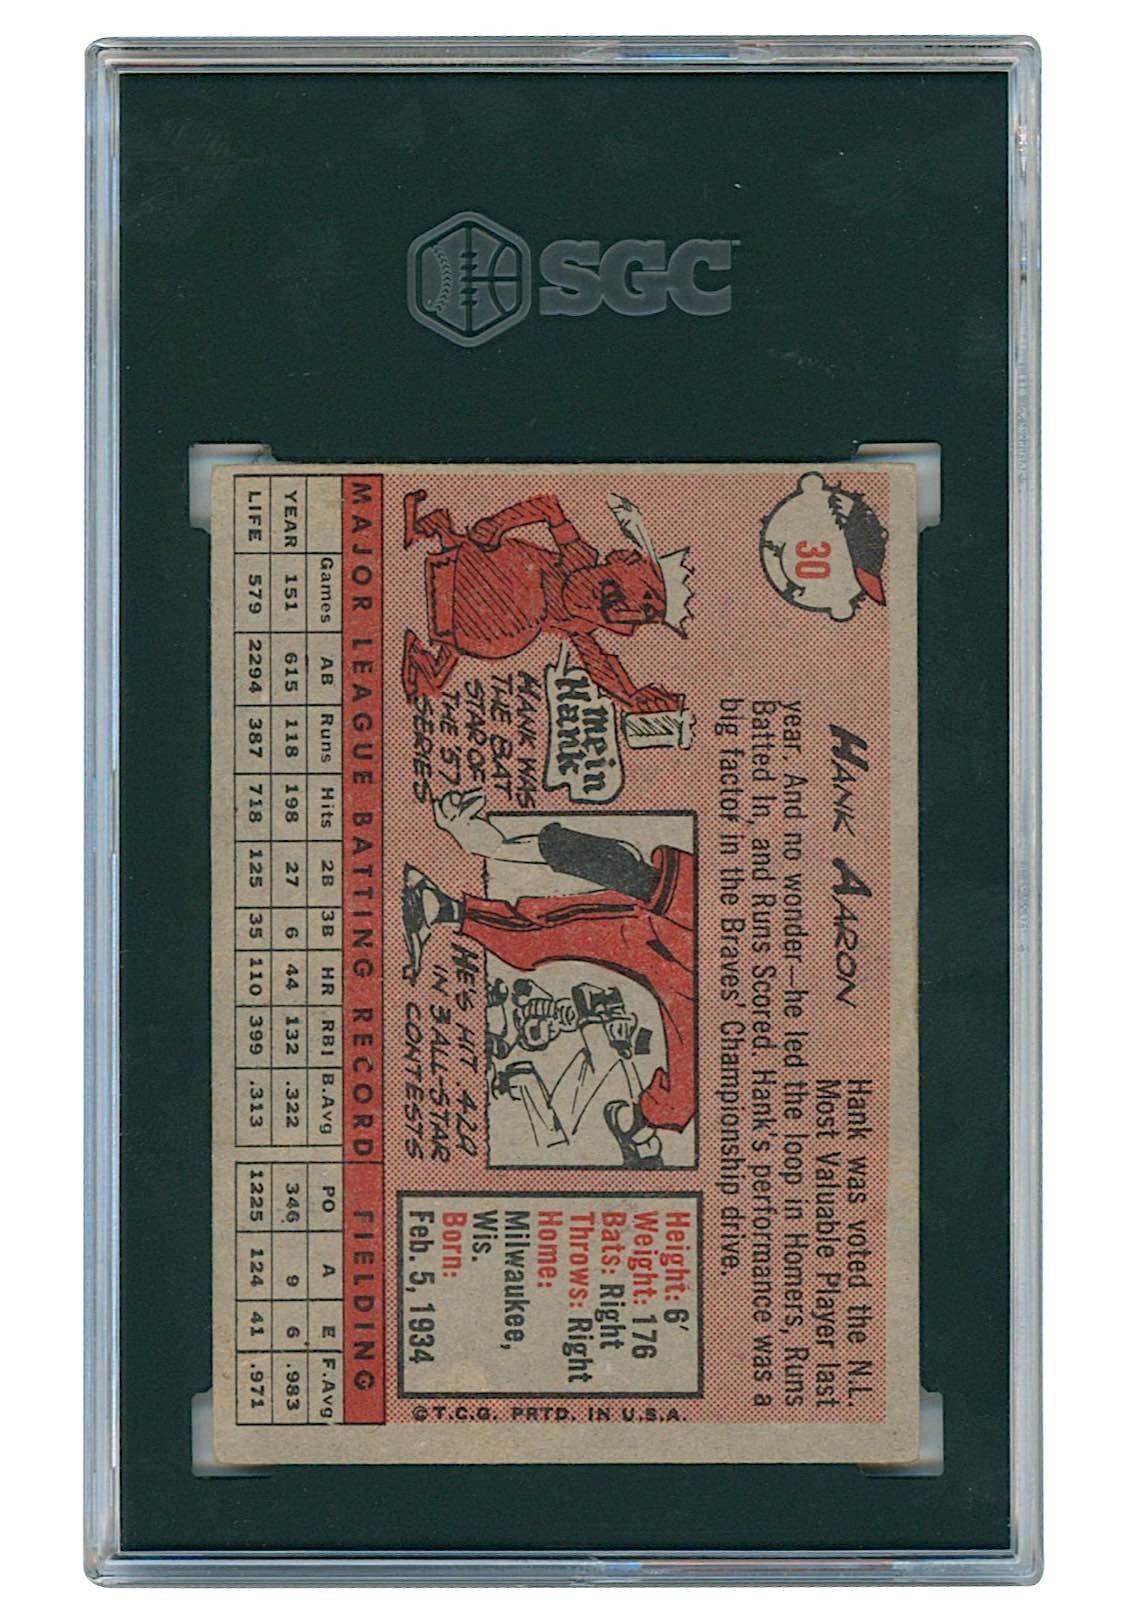 SGC
30
HANK AARON
Hank was voted the N.L.
Most Valuable Player last
year. And no wonder—he led the loop in Homers, Runs
Batted In, and Runs Scored. Hank's performance was a
big factor in the Braves' Championship drive.
mein
Hank
HANK WAS
THE BAT
STAR OF
THE '57
SERIES
HE'S HIT .420
IN 3 ALL-STAR
CONTESTS
Height: 6'
Weight: 176
Bats: Right
Throws: Right
Home:
Milwaukee,
Wis.
Born:
Feb. 5, 1934
© T.C.G. PRTD. IN U.S.A.
MAJOR LEAGUE BATTING RECORD FIELDING
Games AB Runs Hits 2B 3B HR RBI B.Avg PO A E F.Avg
YEAR 151 615 118 198 27 6 44 132 .322 346 9 6 .983
LIFE 579 2294 387 718 125 35 110 399 .313 1225 124 41 .971